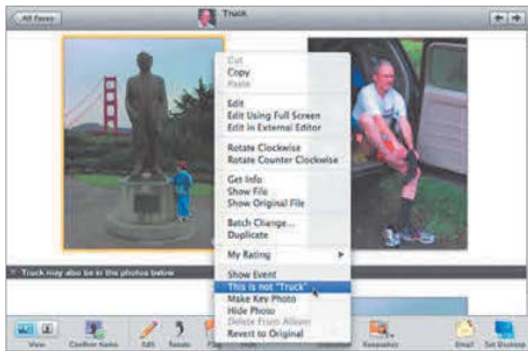 All Faces
Truck
Cut
Copy
Paste
Edit
Edit Using Full Screen
Edit in External Editor
Rotate Clockwise
Rotate Counter Clockwise
Get Info
Show File
Show Original File
Batch Change...
Duplicate
My Rating
Truck may also be in the photos below
Show Event
This is not "Truck"
Make Key Photo
Hide Photo
Delete From Album
Revert to Original
View
Confirm Name
Edit
Rotate
Keepsakes
Email
Set Desktop